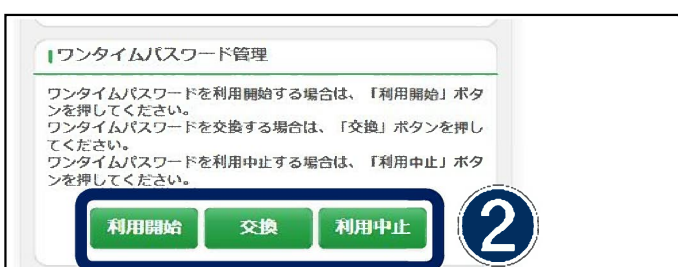 ワンタイムパスワード管理
ワンタイムパスワードを利用開始する場合は、「利用開始」ボタ
ンを押してください。
ワンタイムパスワードを交換する場合は、「交換」ボタンを押し
てください。
ワンタイムパスワードを利用中止する場合は、「利用中止」ボタ
ンを押してください。
利用開始 交換 利用中止 2